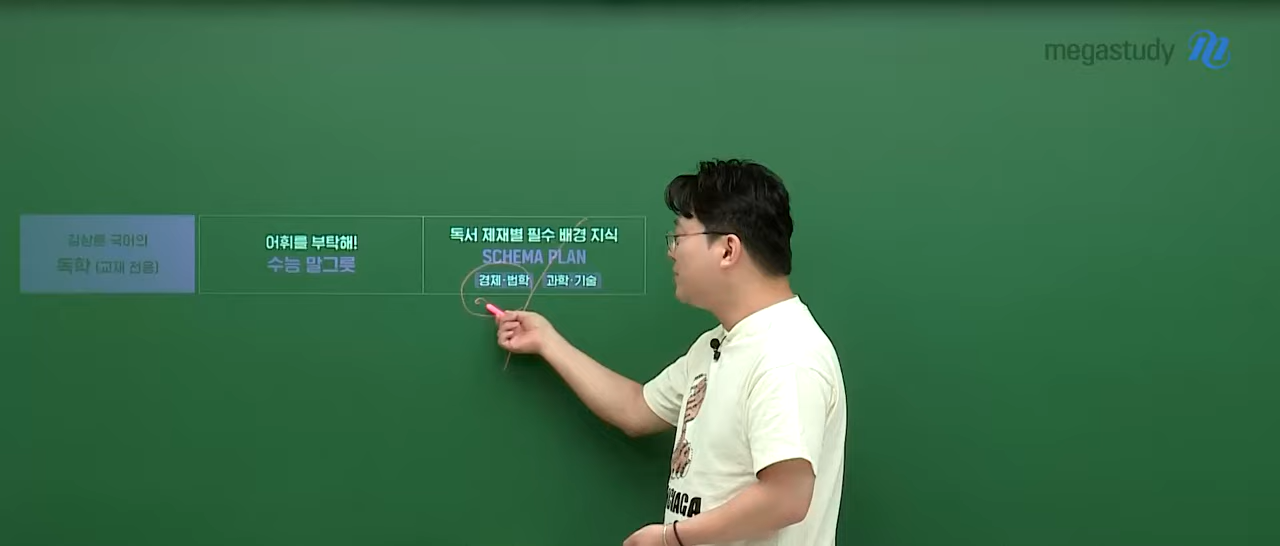 megastudy
김상훈 국어의
독학 (교재 전용)
어휘를 부탁해!
수능 말그릇
독서 제재별 필수 배경 지식
SCHEMA PLAN
경제·법학 과학·기술